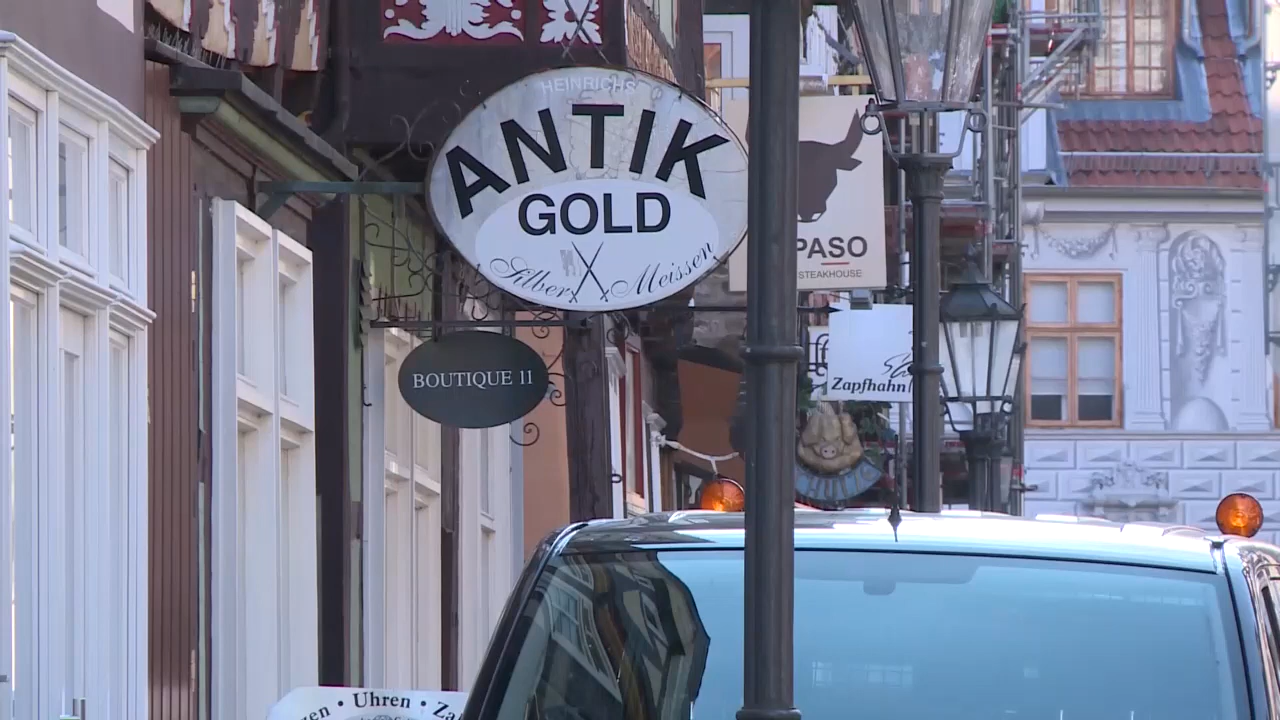 HEINRICHS
ANTIK
GOLD
Silber Meissen
BOUTIQUE 11
PASO
STEAKHOUSE
Zapfhahn
• Uhren •